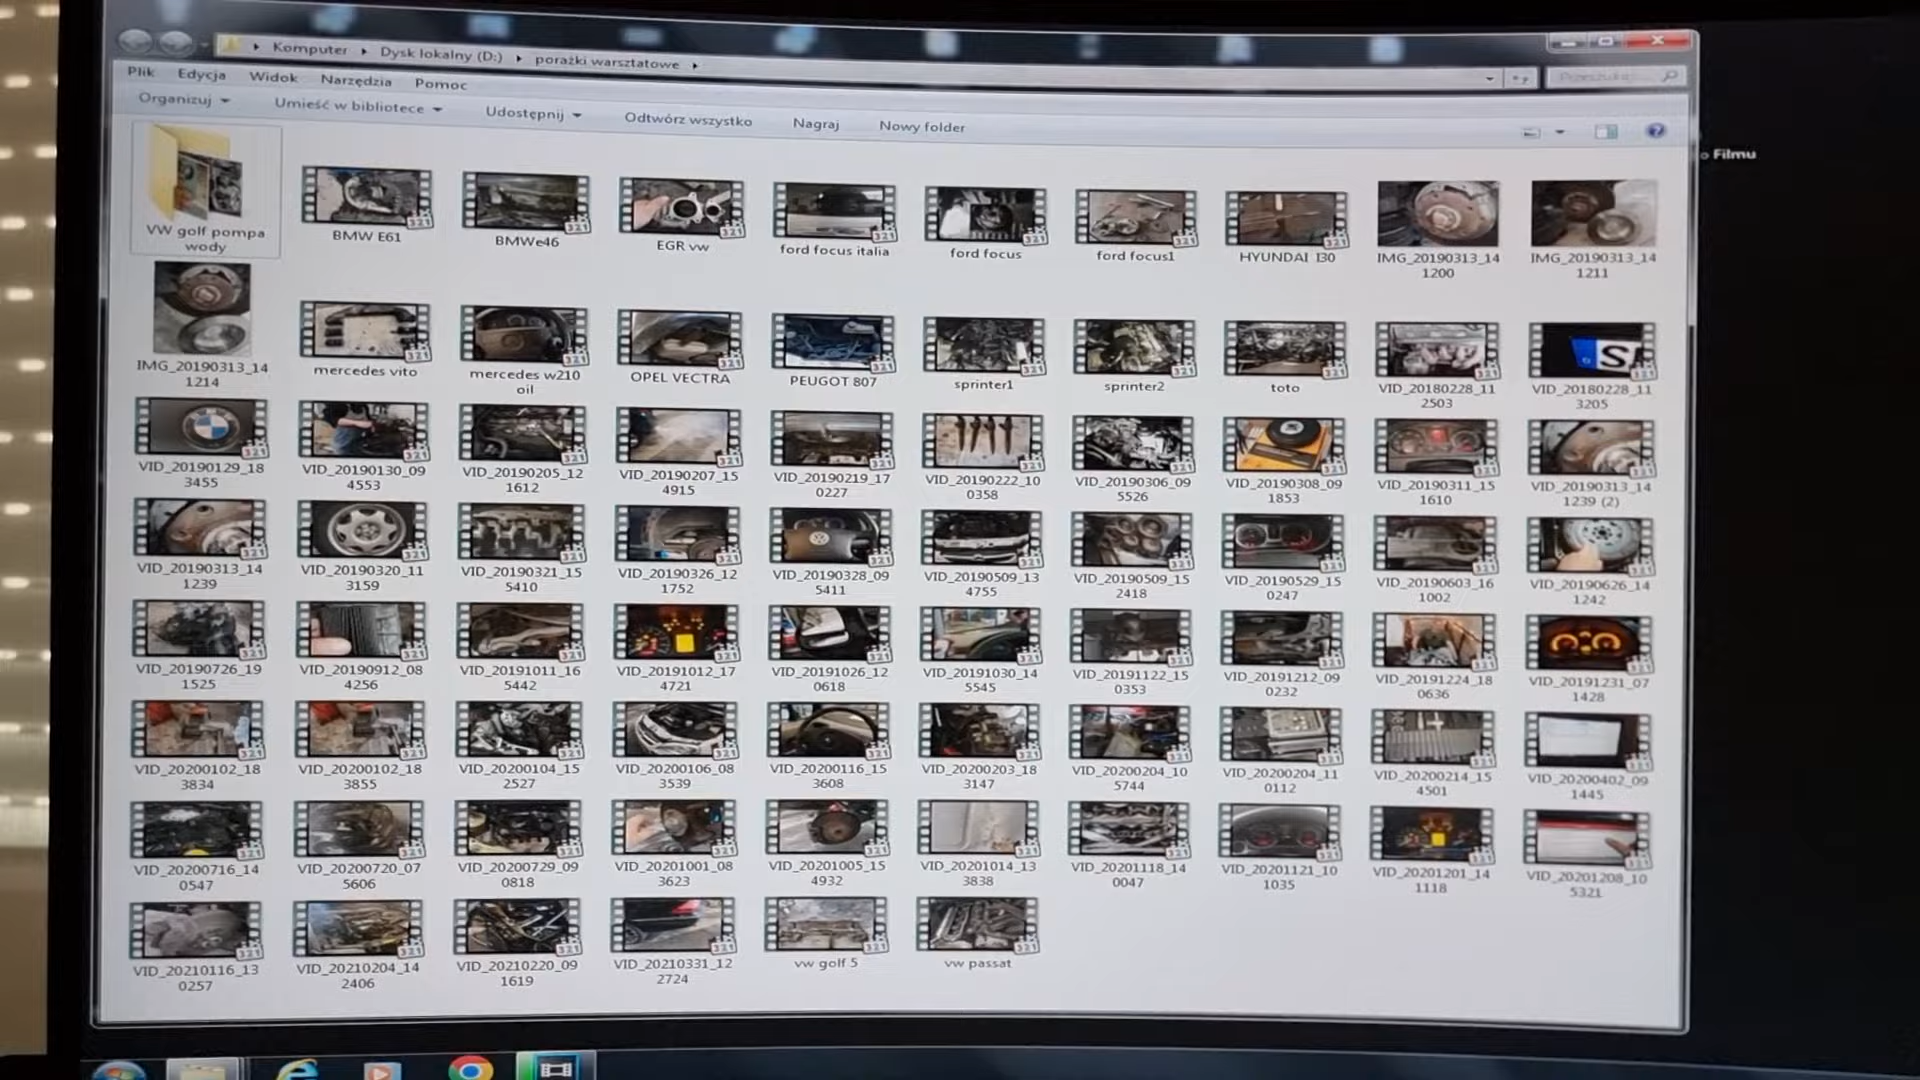 Komputer ▸ Dysk lokalny (D:) ▸ porażki warsztatowe ▸
Plik Edycja Widok Narzędzia Pomoc
Organizuj Umieść w bibliotece Udostępnij Odtwórz wszystko Nagraj Nowy folder
o Filmu
VW golf pompa
wody
BMW E61
BMWe46
EGR vw
ford focus italia
ford focus
ford focus1
HYUNDAI I30
IMG_20190313_14
1200
IMG_20190313_14
1211
IMG_20190313_14
1214
mercedes vito
mercedes w210
oil
OPEL VECTRA
PEUGOT 807
sprinter1
sprinter2
toto
VID_20180228_11
2503
S
VID_20180228_11
3205
VID_20190129_18
3455
VID_20190130_09
4553
VID_20190205_12
1612
VID_20190207_15
4915
VID_20190219_17
0227
VID_20190222_10
0358
VID_20190306_09
5526
VID_20190308_09
1853
VID_20190311_15
1610
VID_20190313_14
1239 (2)
VID_20190313_14
1239
VID_20190320_11
3159
VID_20190321_15
5410
VID_20190326_12
1752
VID_20190328_09
5411
VID_20190509_13
4755
VID_20190509_15
2418
VID_20190529_15
0247
VID_20190603_16
1002
VID_20190626_14
1242
VID_20190726_19
1525
VID_20190912_08
4256
VID_20191011_16
5442
VID_20191012_17
4721
VID_20191026_12
0618
VID_20191030_14
5545
VID_20191122_15
0353
VID_20191212_09
0232
VID_20191224_18
0636
VID_20191231_07
1428
VID_20200102_18
3834
VID_20200102_18
3855
VID_20200104_15
2527
VID_20200106_08
3539
VID_20200116_15
3608
VID_20200203_18
3147
VID_20200204_10
5744
VID_20200204_11
0112
VID_20200214_15
4501
VID_20200402_09
1445
VID_20200716_14
0547
VID_20200720_07
5606
VID_20200729_09
0818
VID_20201001_08
3623
VID_20201005_15
4932
VID_20201014_13
3838
VID_20201118_14
0047
VID_20201121_10
1035
VID_20201201_14
1118
VID_20201208_10
5321
VID_20210116_13
0257
VID_20210204_14
2406
VID_20210220_09
1619
VID_20210331_12
2724
vw golf 5
vw passat